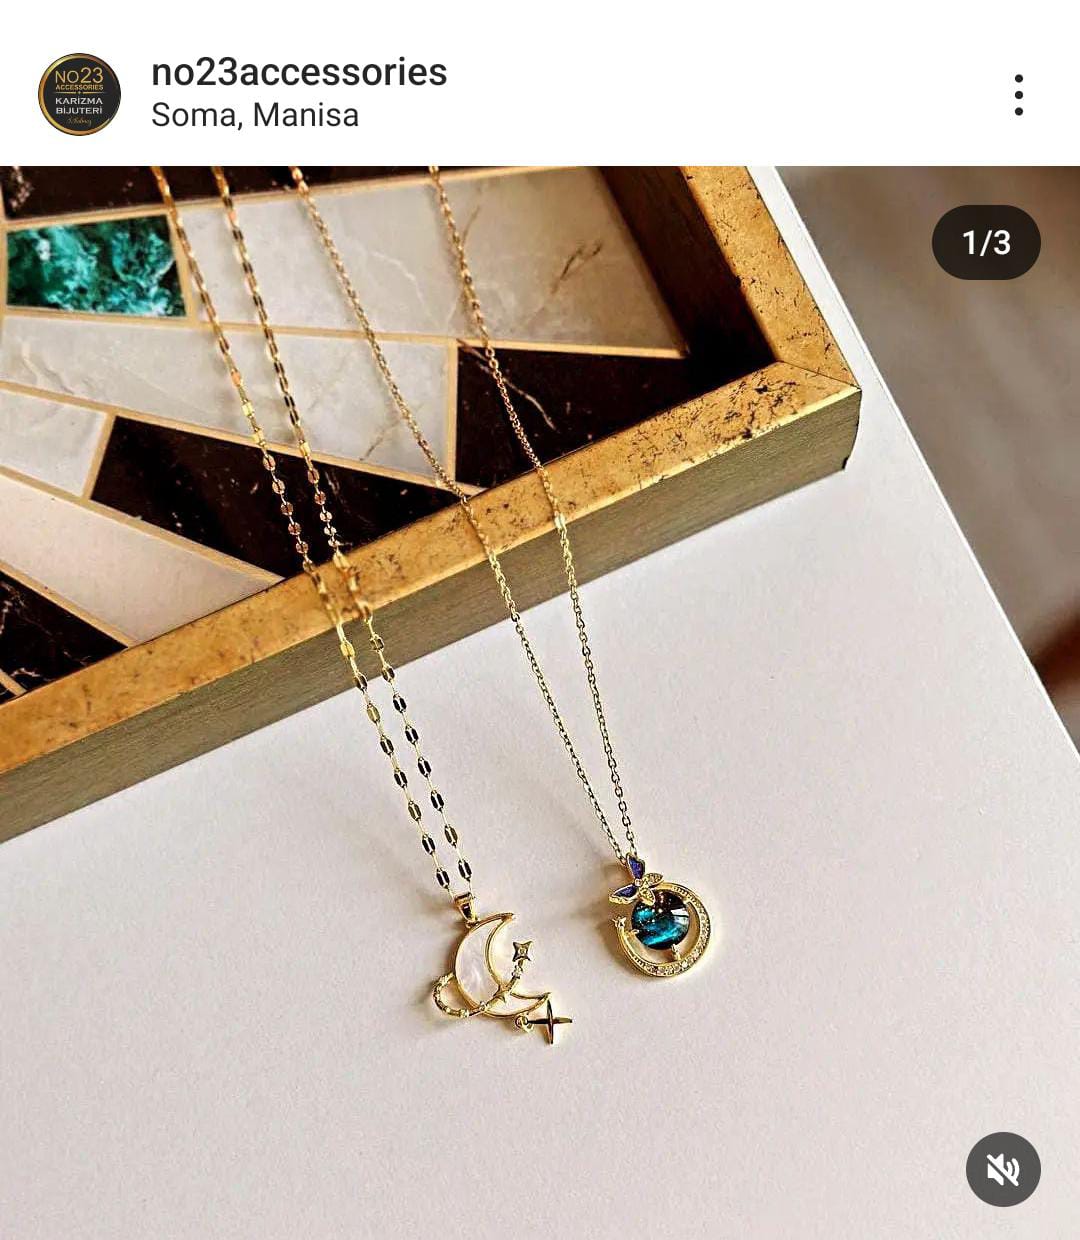 no23accessories
Soma, Manisa
NO23
ACCESSORIES
KARİZMA
BİJUTERİ
1/3